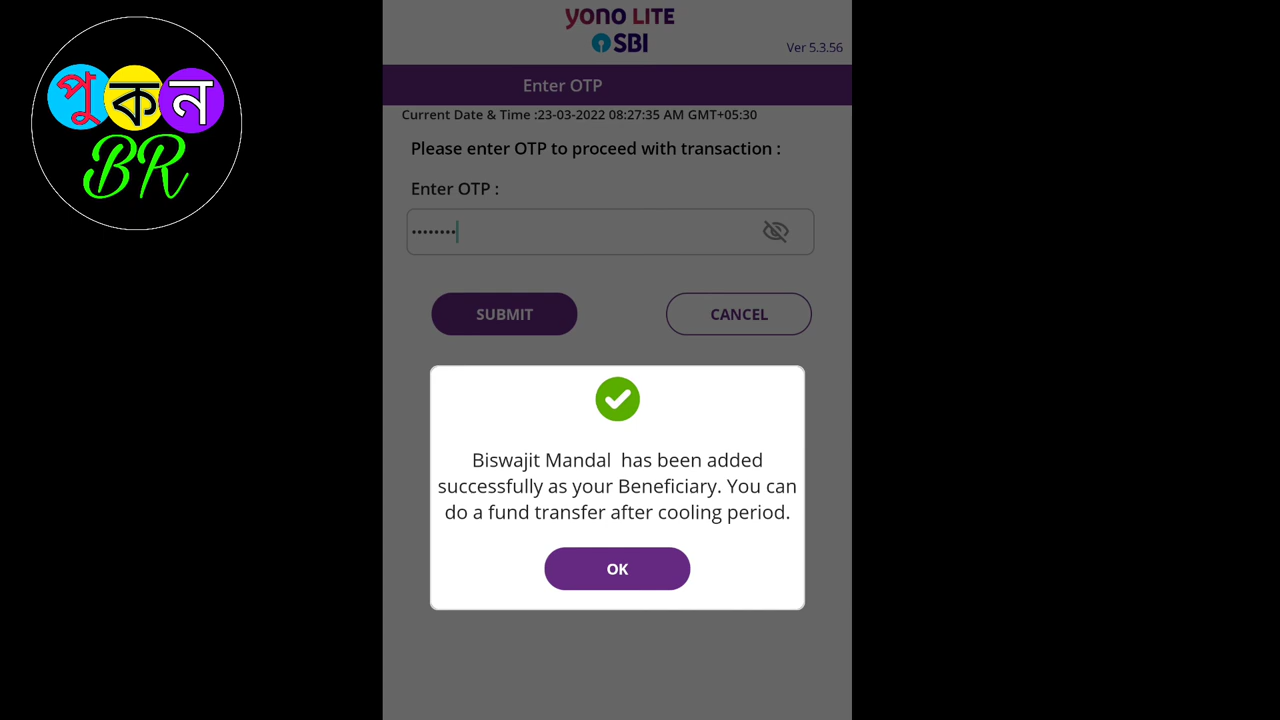 পুকন
BR
yono LITE
SBI
Ver 5.3.56
Enter OTP
Current Date & Time :23-03-2022 08:27:35 AM GMT+05:30
Please enter OTP to proceed with transaction :
Enter OTP :
••••••••
SUBMIT
CANCEL
Biswajit Mandal has been added
successfully as your Beneficiary. You can
do a fund transfer after cooling period.
OK